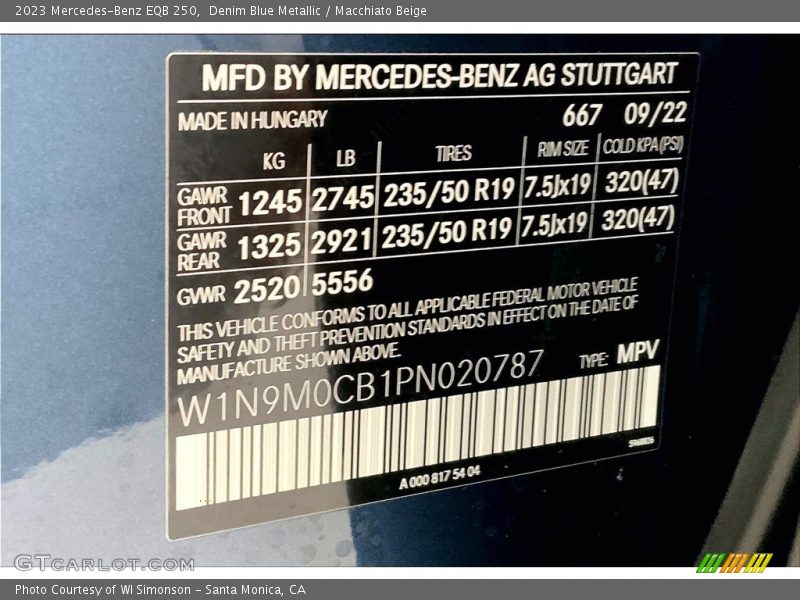 2023 Mercedes-Benz EQB 250, Denim Blue Metallic / Macchiato Beige
MFD BY MERCEDES-BENZ AG STUTTGART
MADE IN HUNGARY 667 09/22
KG LB TIRES RIM SIZE COLD KPA(PSI)
GAWR FRONT 1245 2745 235/50 R19 7.5Jx19 320(47)
GAWR REAR 1325 2921 235/50 R19 7.5Jx19 320(47)
GWR 2520 5556
THIS VEHICLE CONFORMS TO ALL APPLICABLE FEDERAL MOTOR VEHICLE
SAFETY AND THEFT PREVENTION STANDARDS IN EFFECT ON THE DATE OF
MANUFACTURE SHOWN ABOVE.
W1N9M0CB1PN020787 TYPE: MPV
A 000 817 54 04
GTCARLOT.COM
Photo Courtesy of WI Simonson - Santa Monica, CA